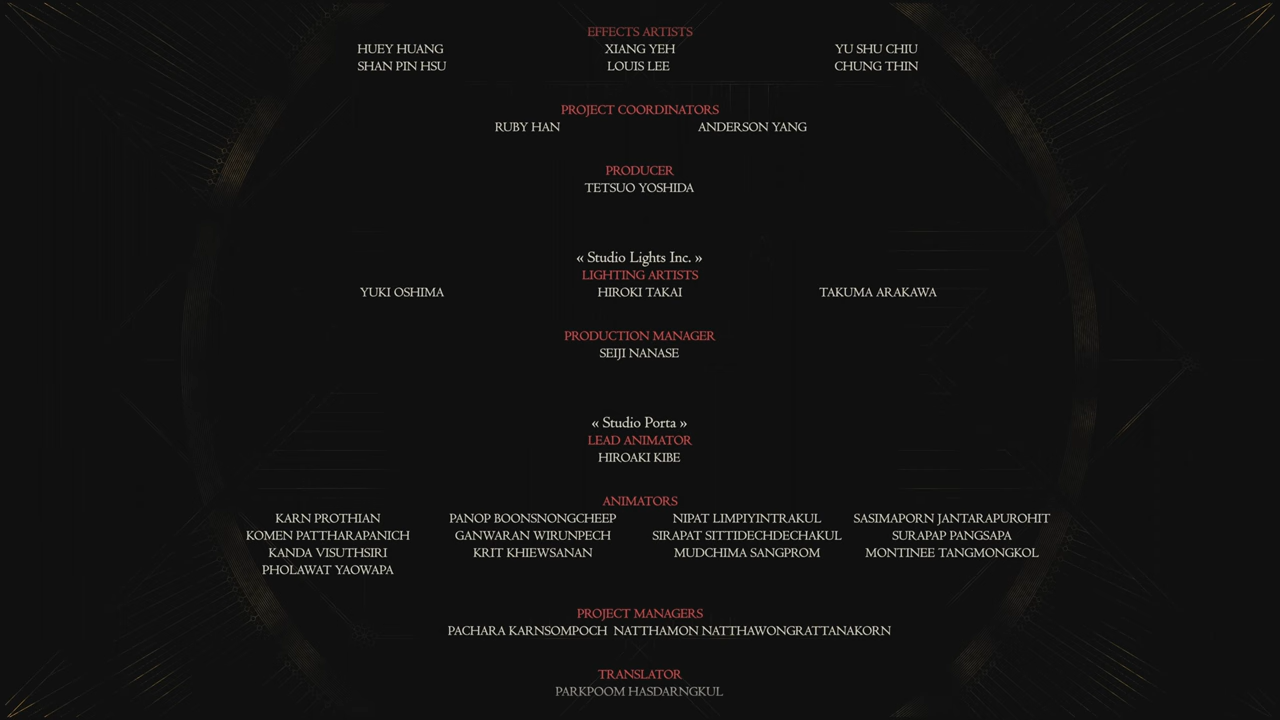 EFFECTS ARTISTS
HUEY HUANG XIANG YEH YU SHU CHIU
SHAN PIN HSU LOUIS LEE CHUNG THIN
PROJECT COORDINATORS
RUBY HAN ANDERSON YANG
PRODUCER
TETSUO YOSHIDA
« Studio Lights Inc. »
LIGHTING ARTISTS
YUKI OSHIMA HIROKI TAKAI TAKUMA ARAKAWA
PRODUCTION MANAGER
SEIJI NANASE
« Studio Porta »
LEAD ANIMATOR
HIROAKI KIBE
ANIMATORS
KARN PROTHIAN PANOP BOONSNONGCHEEP NIPAT LIMPIYINTRAKUL SASIMAPORN JANTARAPUROHIT
KOMEN PATTHARAPANICH GANWARAN WIRUNPECH SIRAPAT SITTIDECHDECHAKUL SURAPAP PANGSAPA
KANDA VISUTHSIRI KRIT KHIEWSANAN MUDCHIMA SANGPROM MONTINEE TANGMONGKOL
PHOLAWAT YAOWAPA
PROJECT MANAGERS
PACHARA KARNSOMPOCH NATTHAMON NATTHAWONGRATTANAKORN
TRANSLATOR
PARKPOOM HASDARNGKUL